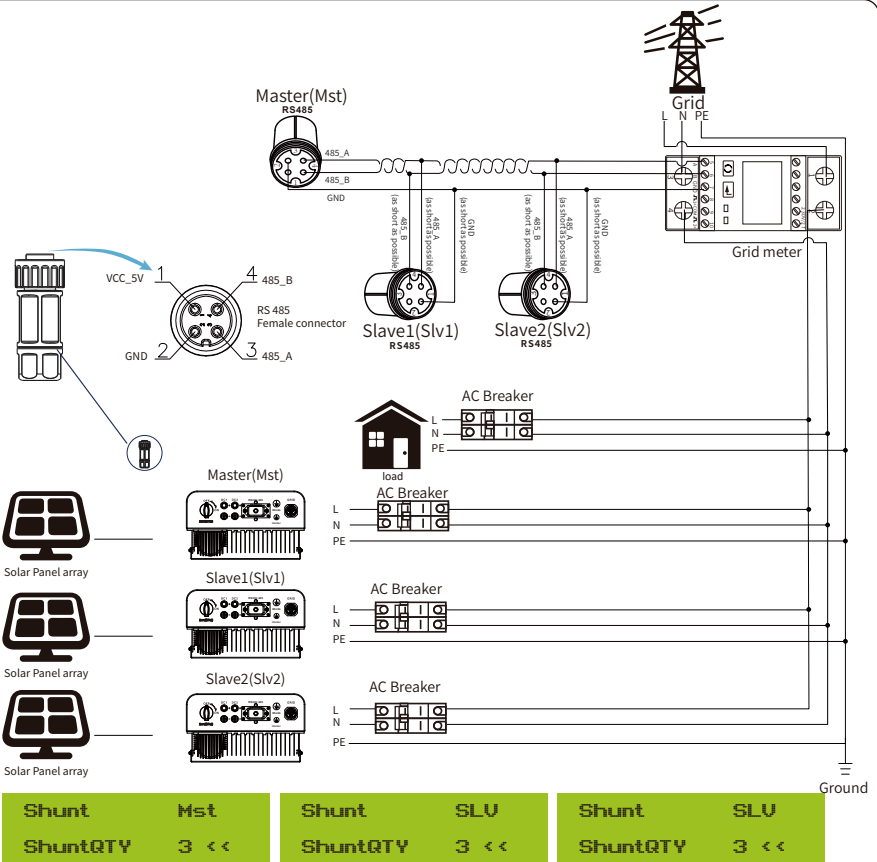 Grid
L N PE
Master(Mst)
RS485
485_A
485_B
GND
485_B
(as short as possible)
485_A
(as short as possible)
GND
(as short as possible)
485_B
(as short as possible)
485_A
(as short as possible)
GND
(as short as possible)
Grid meter
VCC_5V 1
4 485_B
RS 485
Female connector
GND 2
3 485_A
Slave1(Slv1)
RS485
Slave2(Slv2)
RS485
AC Breaker
L
N
PE
load
Master(Mst)
AC Breaker
L
N
PE
Solar Panel array
Slave1(Slv1)
AC Breaker
L
N
PE
Solar Panel array
Slave2(Slv2)
AC Breaker
L
N
PE
Solar Panel array
Ground
Shunt Mst
ShuntQTY 3 <<
Shunt SLV
ShuntQTY 3 <<
Shunt SLV
ShuntQTY 3 <<